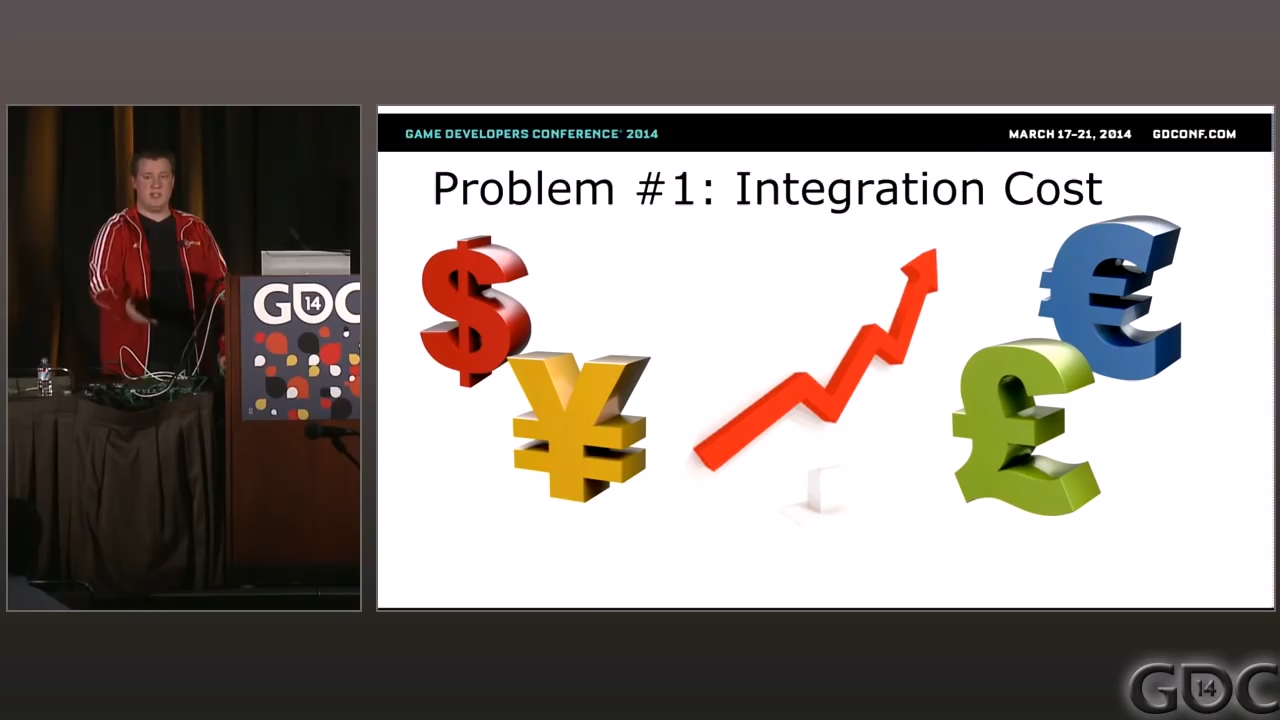 GAME DEVELOPERS CONFERENCE® 2014
MARCH 17-21, 2014 GDCONF.COM
Problem #1: Integration Cost
$
¥
€
£
GDC
14
GDC
14